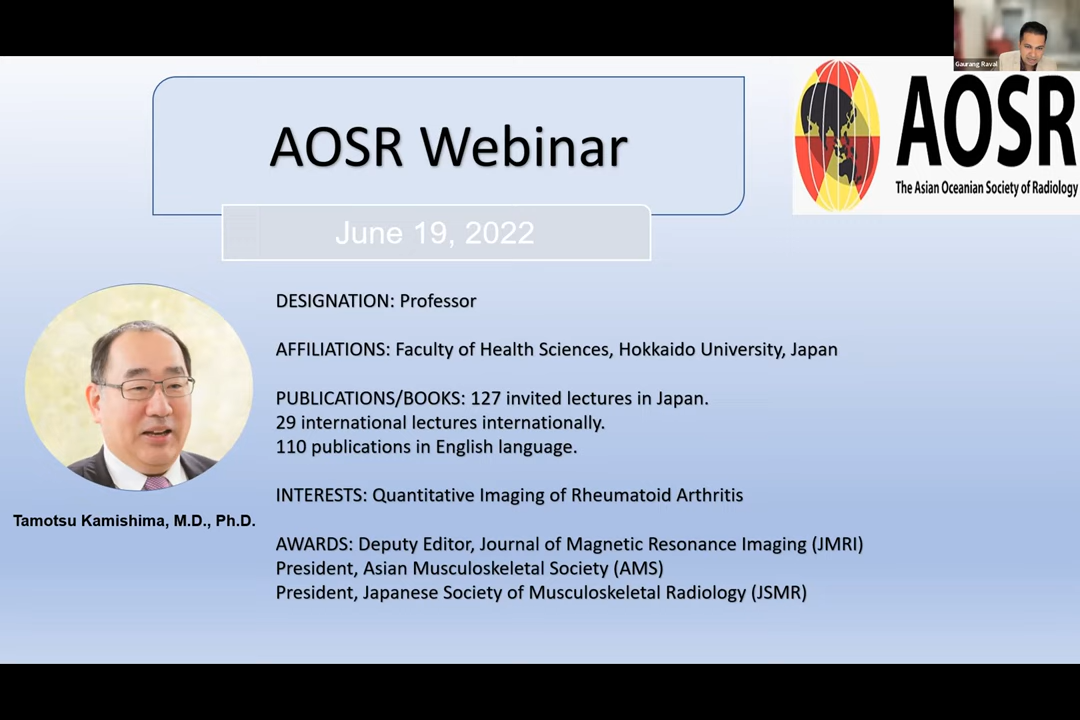 Gaurang Raval
AOSR Webinar
AOSR
The Asian Oceanian Society of Radiology
June 19, 2022
DESIGNATION: Professor
AFFILIATIONS: Faculty of Health Sciences, Hokkaido University, Japan
PUBLICATIONS/BOOKS: 127 invited lectures in Japan.
29 international lectures internationally.
110 publications in English language.
INTERESTS: Quantitative Imaging of Rheumatoid Arthritis
Tamotsu Kamishima, M.D., Ph.D.
AWARDS: Deputy Editor, Journal of Magnetic Resonance Imaging (JMRI)
President, Asian Musculoskeletal Society (AMS)
President, Japanese Society of Musculoskeletal Radiology (JSMR)